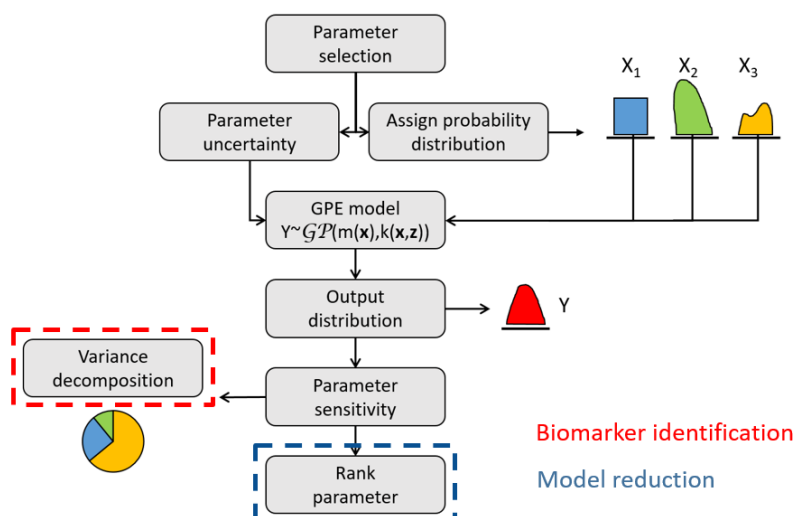 Parameter
selection
X₁
X₂
X₃
Parameter
uncertainty
Assign probability
distribution
GPE model
Y~𝒢𝒫(m(x),k(x,z))
Output
distribution
Y
Variance
decomposition
Parameter
sensitivity
Biomarker identification
Rank
parameter
Model reduction